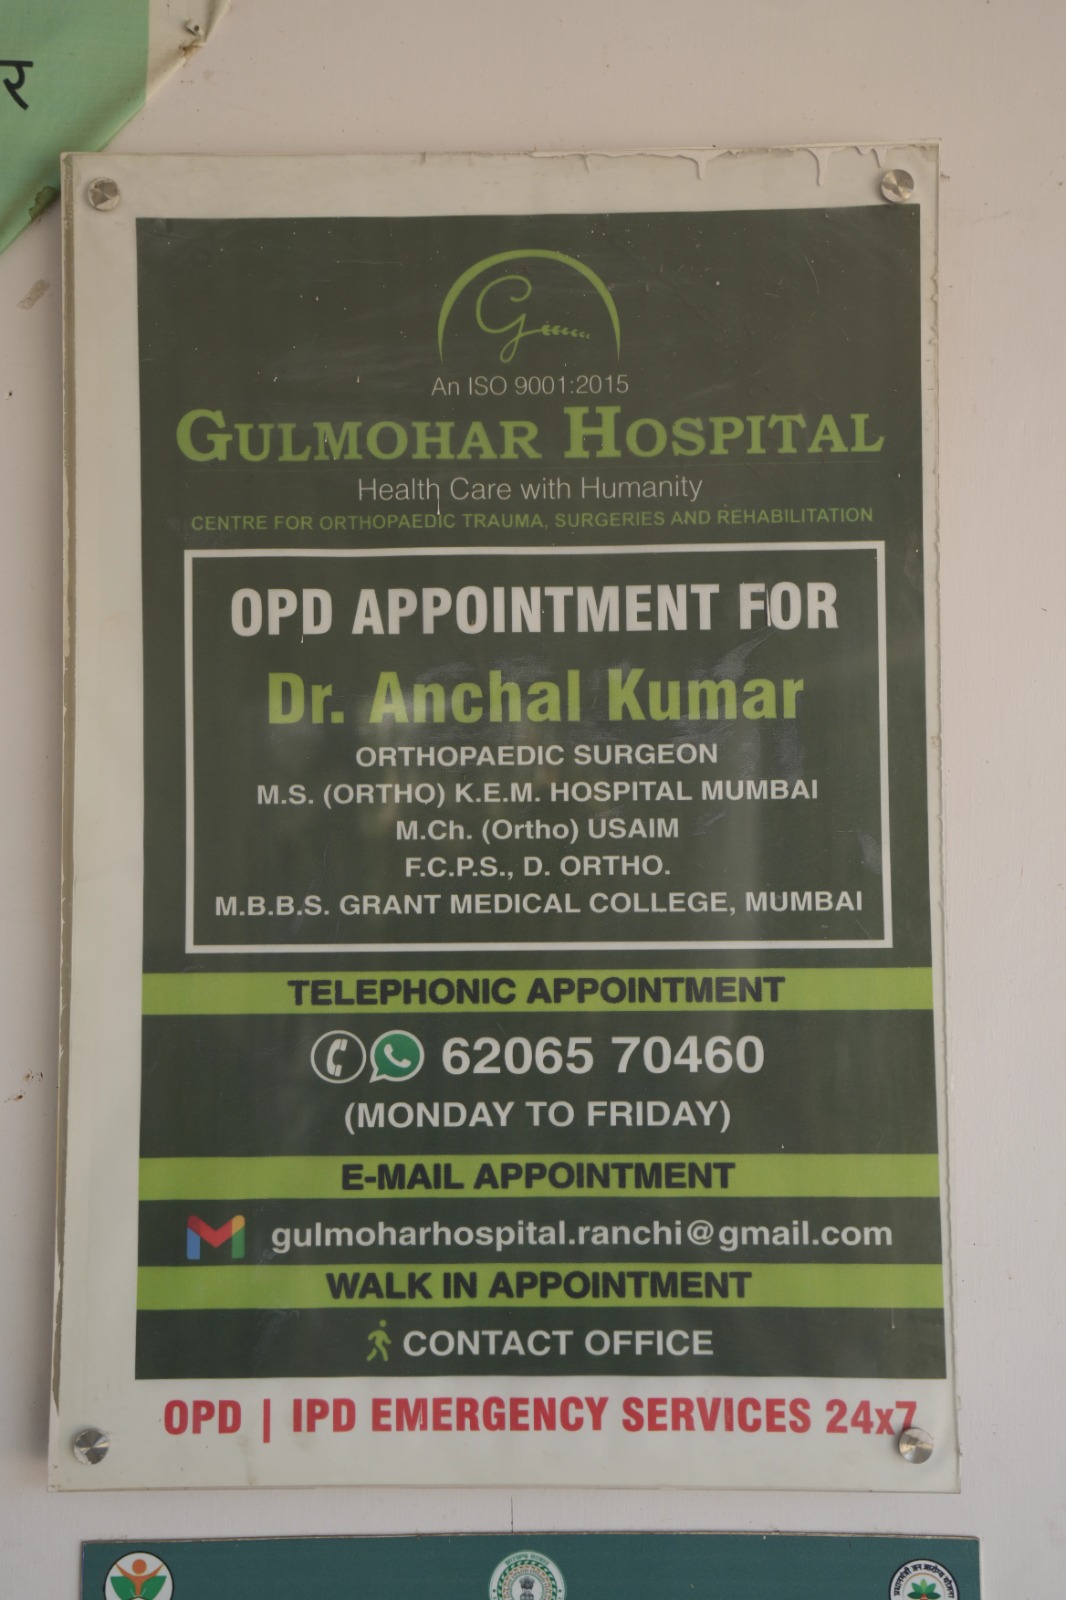 र
An ISO 9001:2015
GULMOHAR HOSPITAL
Health Care with Humanity
CENTRE FOR ORTHOPAEDIC TRAUMA, SURGERIES AND REHABILITATION
OPD APPOINTMENT FOR
Dr. Anchal Kumar
ORTHOPAEDIC SURGEON
M.S. (ORTHO) K.E.M. HOSPITAL MUMBAI
M.Ch. (Ortho) USAIM
F.C.P.S., D. ORTHO.
M.B.B.S. GRANT MEDICAL COLLEGE, MUMBAI
TELEPHONIC APPOINTMENT
62065 70460
(MONDAY TO FRIDAY)
E-MAIL APPOINTMENT
gulmoharhospital.ranchi@gmail.com
WALK IN APPOINTMENT
CONTACT OFFICE
OPD | IPD EMERGENCY SERVICES 24x7